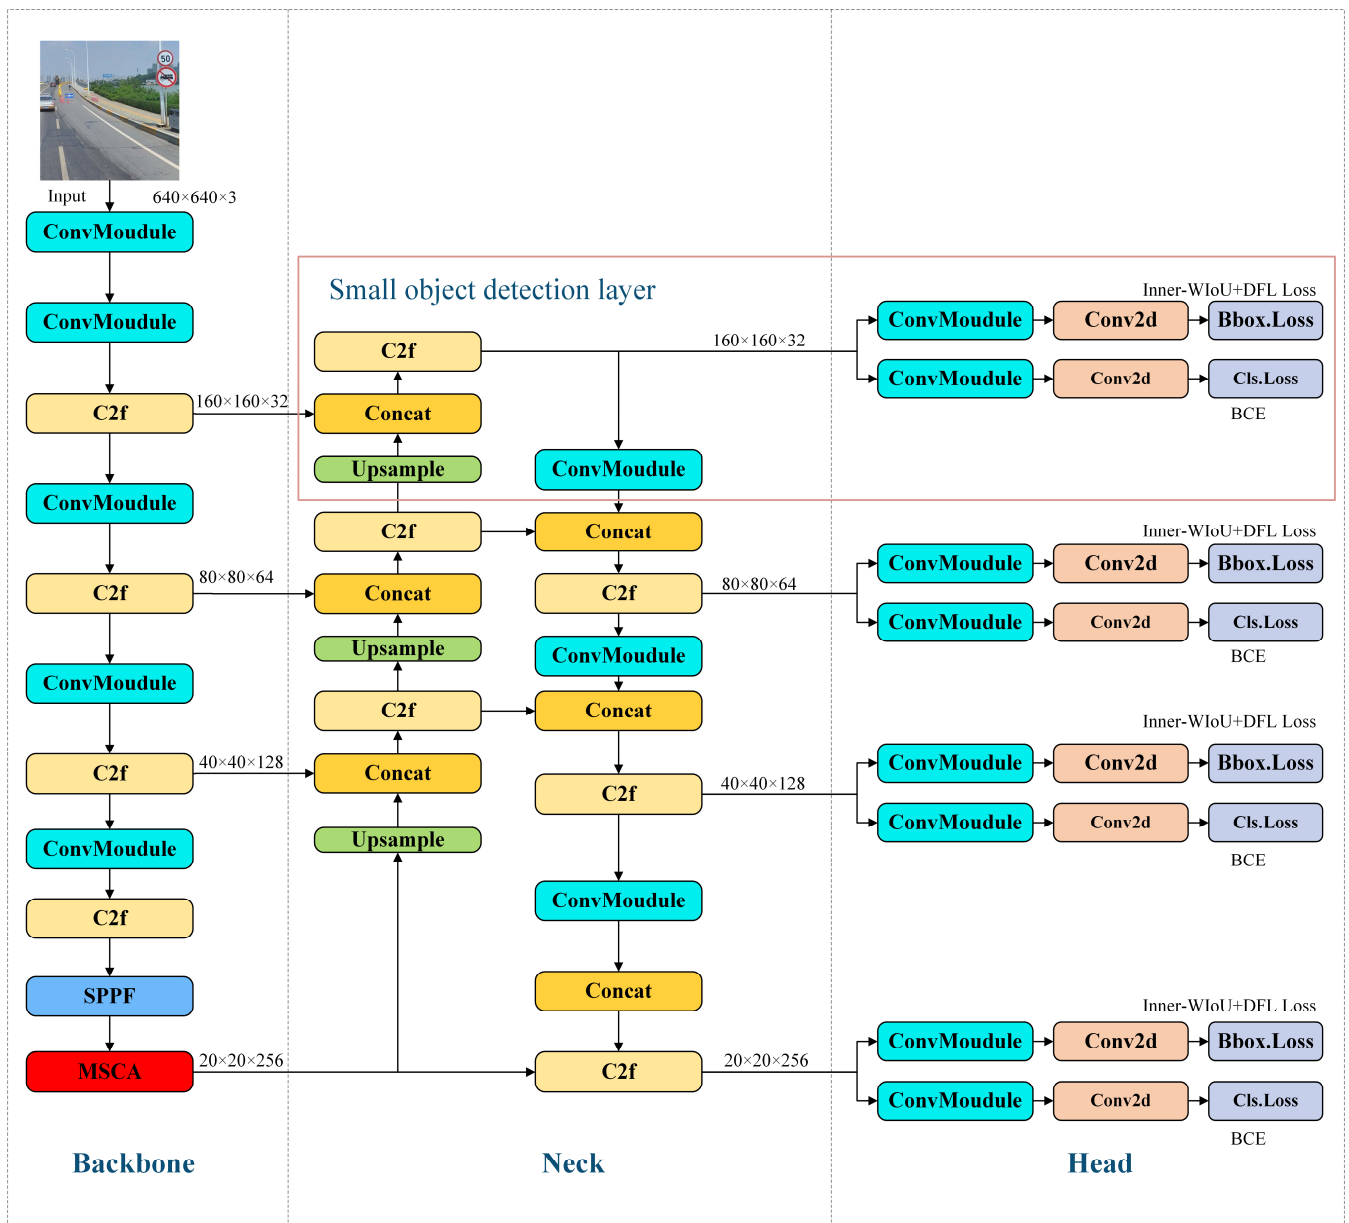 50
Input 640×640×3
ConvMoudule
ConvMoudule
C2f
160×160×32
ConvMoudule
C2f
80×80×64
ConvMoudule
C2f
40×40×128
ConvMoudule
C2f
SPPF
MSCA
20×20×256
Backbone
Small object detection layer
C2f
Concat
Upsample
C2f
Concat
Upsample
C2f
Concat
Upsample
160×160×32
ConvMoudule
Concat
C2f
80×80×64
ConvMoudule
Concat
C2f
40×40×128
ConvMoudule
Concat
C2f
20×20×256
Neck
Inner-WIoU+DFL Loss
ConvMoudule Conv2d Bbox.Loss
ConvMoudule Conv2d Cls.Loss
BCE
Inner-WIoU+DFL Loss
ConvMoudule Conv2d Bbox.Loss
ConvMoudule Conv2d Cls.Loss
BCE
Inner-WIoU+DFL Loss
ConvMoudule Conv2d Bbox.Loss
ConvMoudule Conv2d Cls.Loss
BCE
Inner-WIoU+DFL Loss
ConvMoudule Conv2d Bbox.Loss
ConvMoudule Conv2d Cls.Loss
BCE
Head